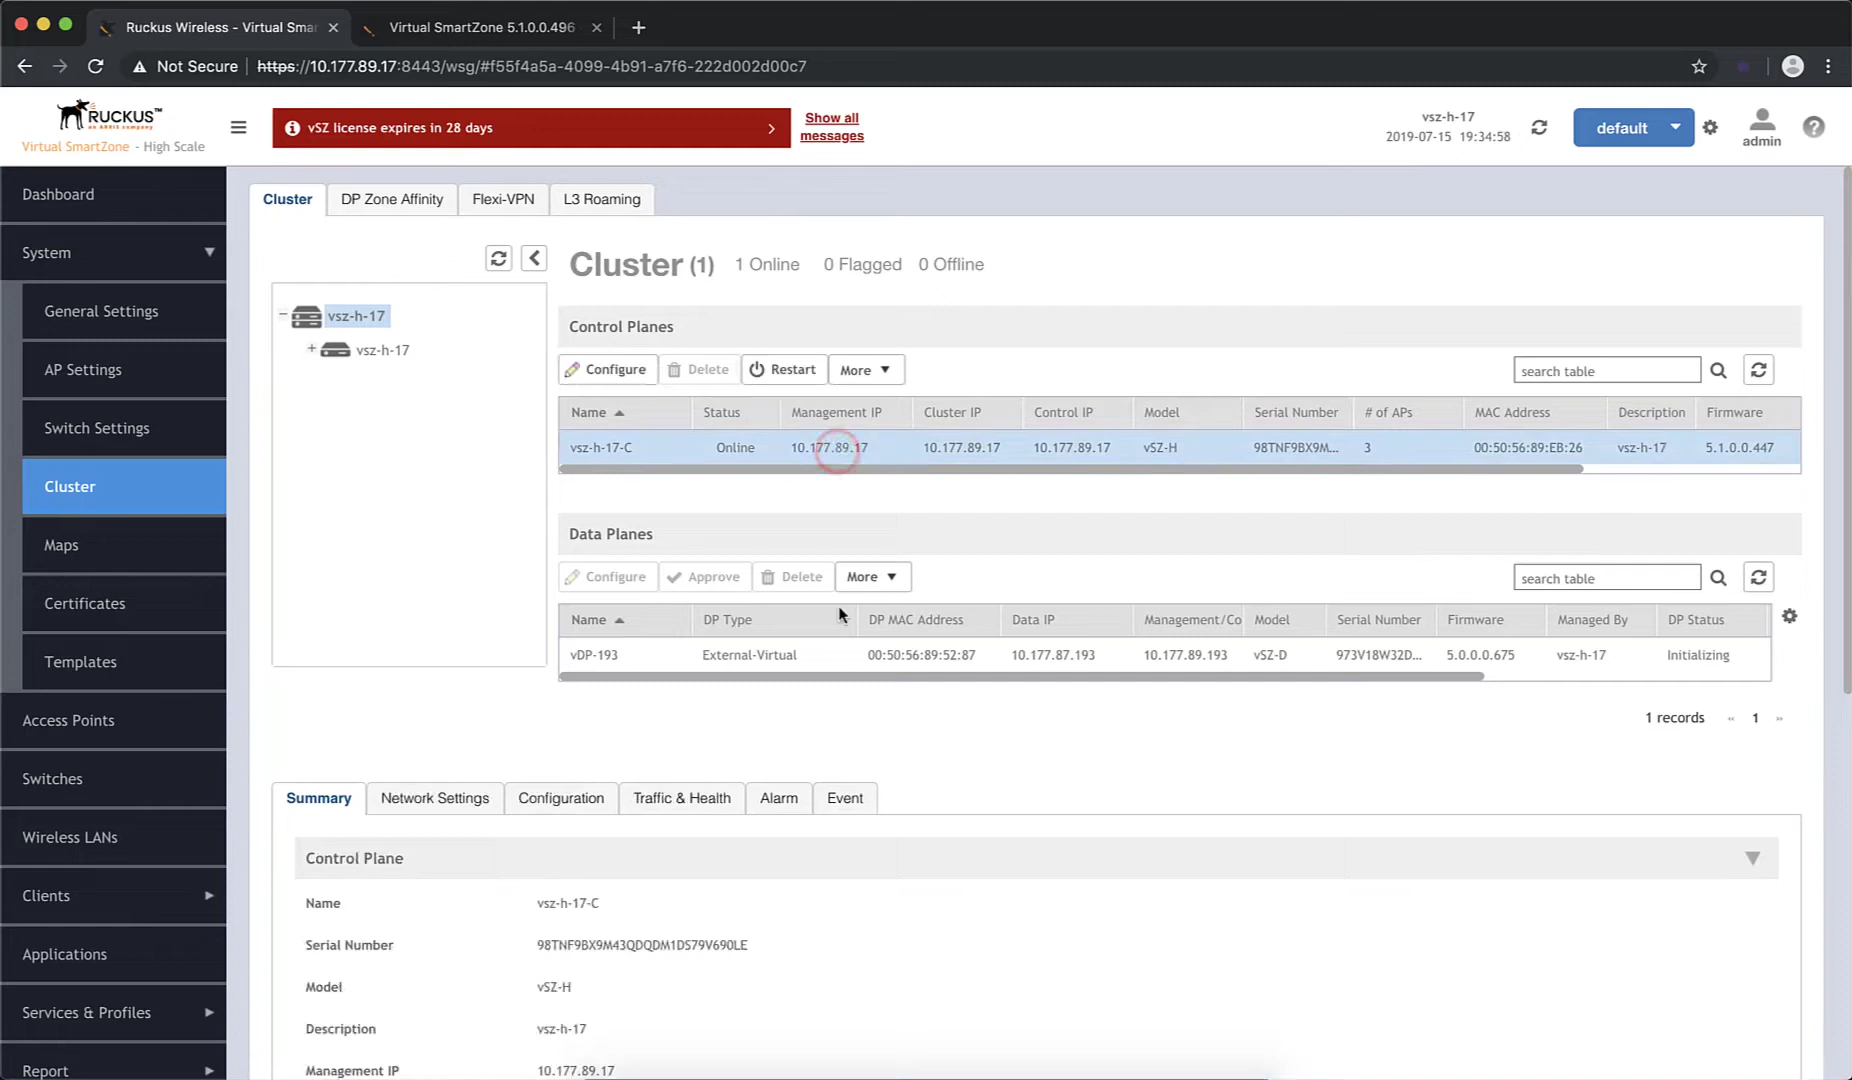 Ruckus Wireless - Virtual Smar
Virtual SmartZone 5.1.0.0.496
Not Secure
https://10.177.89.17:8443/wsg/#f55f4a5a-4099-4b91-a7f6-222d002d00c7
RUCKUS™
an ARRIS company
Virtual SmartZone - High Scale
vSZ license expires in 28 days
Show all
messages
vsz-h-17
2019-07-15 19:34:58
default
admin
Dashboard
System
General Settings
AP Settings
Switch Settings
Cluster
Maps
Certificates
Templates
Access Points
Switches
Wireless LANs
Clients
Applications
Services & Profiles
Report
Cluster DP Zone Affinity Flexi-VPN L3 Roaming
vsz-h-17
vsz-h-17
Cluster (1) 1 Online 0 Flagged 0 Offline
Control Planes
Configure Delete Restart More search table
Name Status Management IP Cluster IP Control IP Model Serial Number # of APs MAC Address Description Firmware
vsz-h-17-C Online 10.177.89.17 10.177.89.17 10.177.89.17 vSZ-H 98TNF9BX9M... 3 00:50:56:89:EB:26 vsz-h-17 5.1.0.0.447
Data Planes
Configure Approve Delete More search table
Name DP Type DP MAC Address Data IP Management/Co Model Serial Number Firmware Managed By DP Status
vDP-193 External-Virtual 00:50:56:89:52:87 10.177.87.193 10.177.89.193 vSZ-D 973V18W32D... 5.0.0.0.675 vsz-h-17 Initializing
1 records « 1 »
Summary Network Settings Configuration Traffic & Health Alarm Event
Control Plane
Name vsz-h-17-C
Serial Number 98TNF9BX9M43QDQDM1DS79V690LE
Model vSZ-H
Description vsz-h-17
Management IP 10.177.89.17